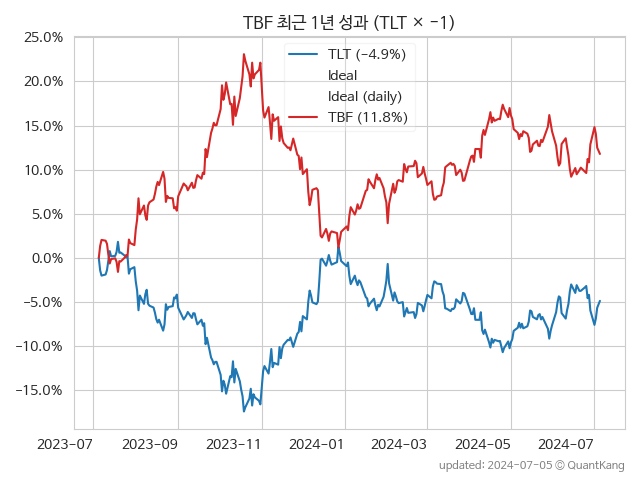 TBF 최근 1년 성과 (TLT × −1)
25.0%
20.0%
15.0%
10.0%
5.0%
0.0%
−5.0%
−10.0%
−15.0%
TLT (−4.9%)
Ideal
Ideal (daily)
TBF (11.8%)
2023-07
2023-09
2023-11
2024-01
2024-03
2024-05
2024-07
updated: 2024-07-05 ⓒ QuantKang